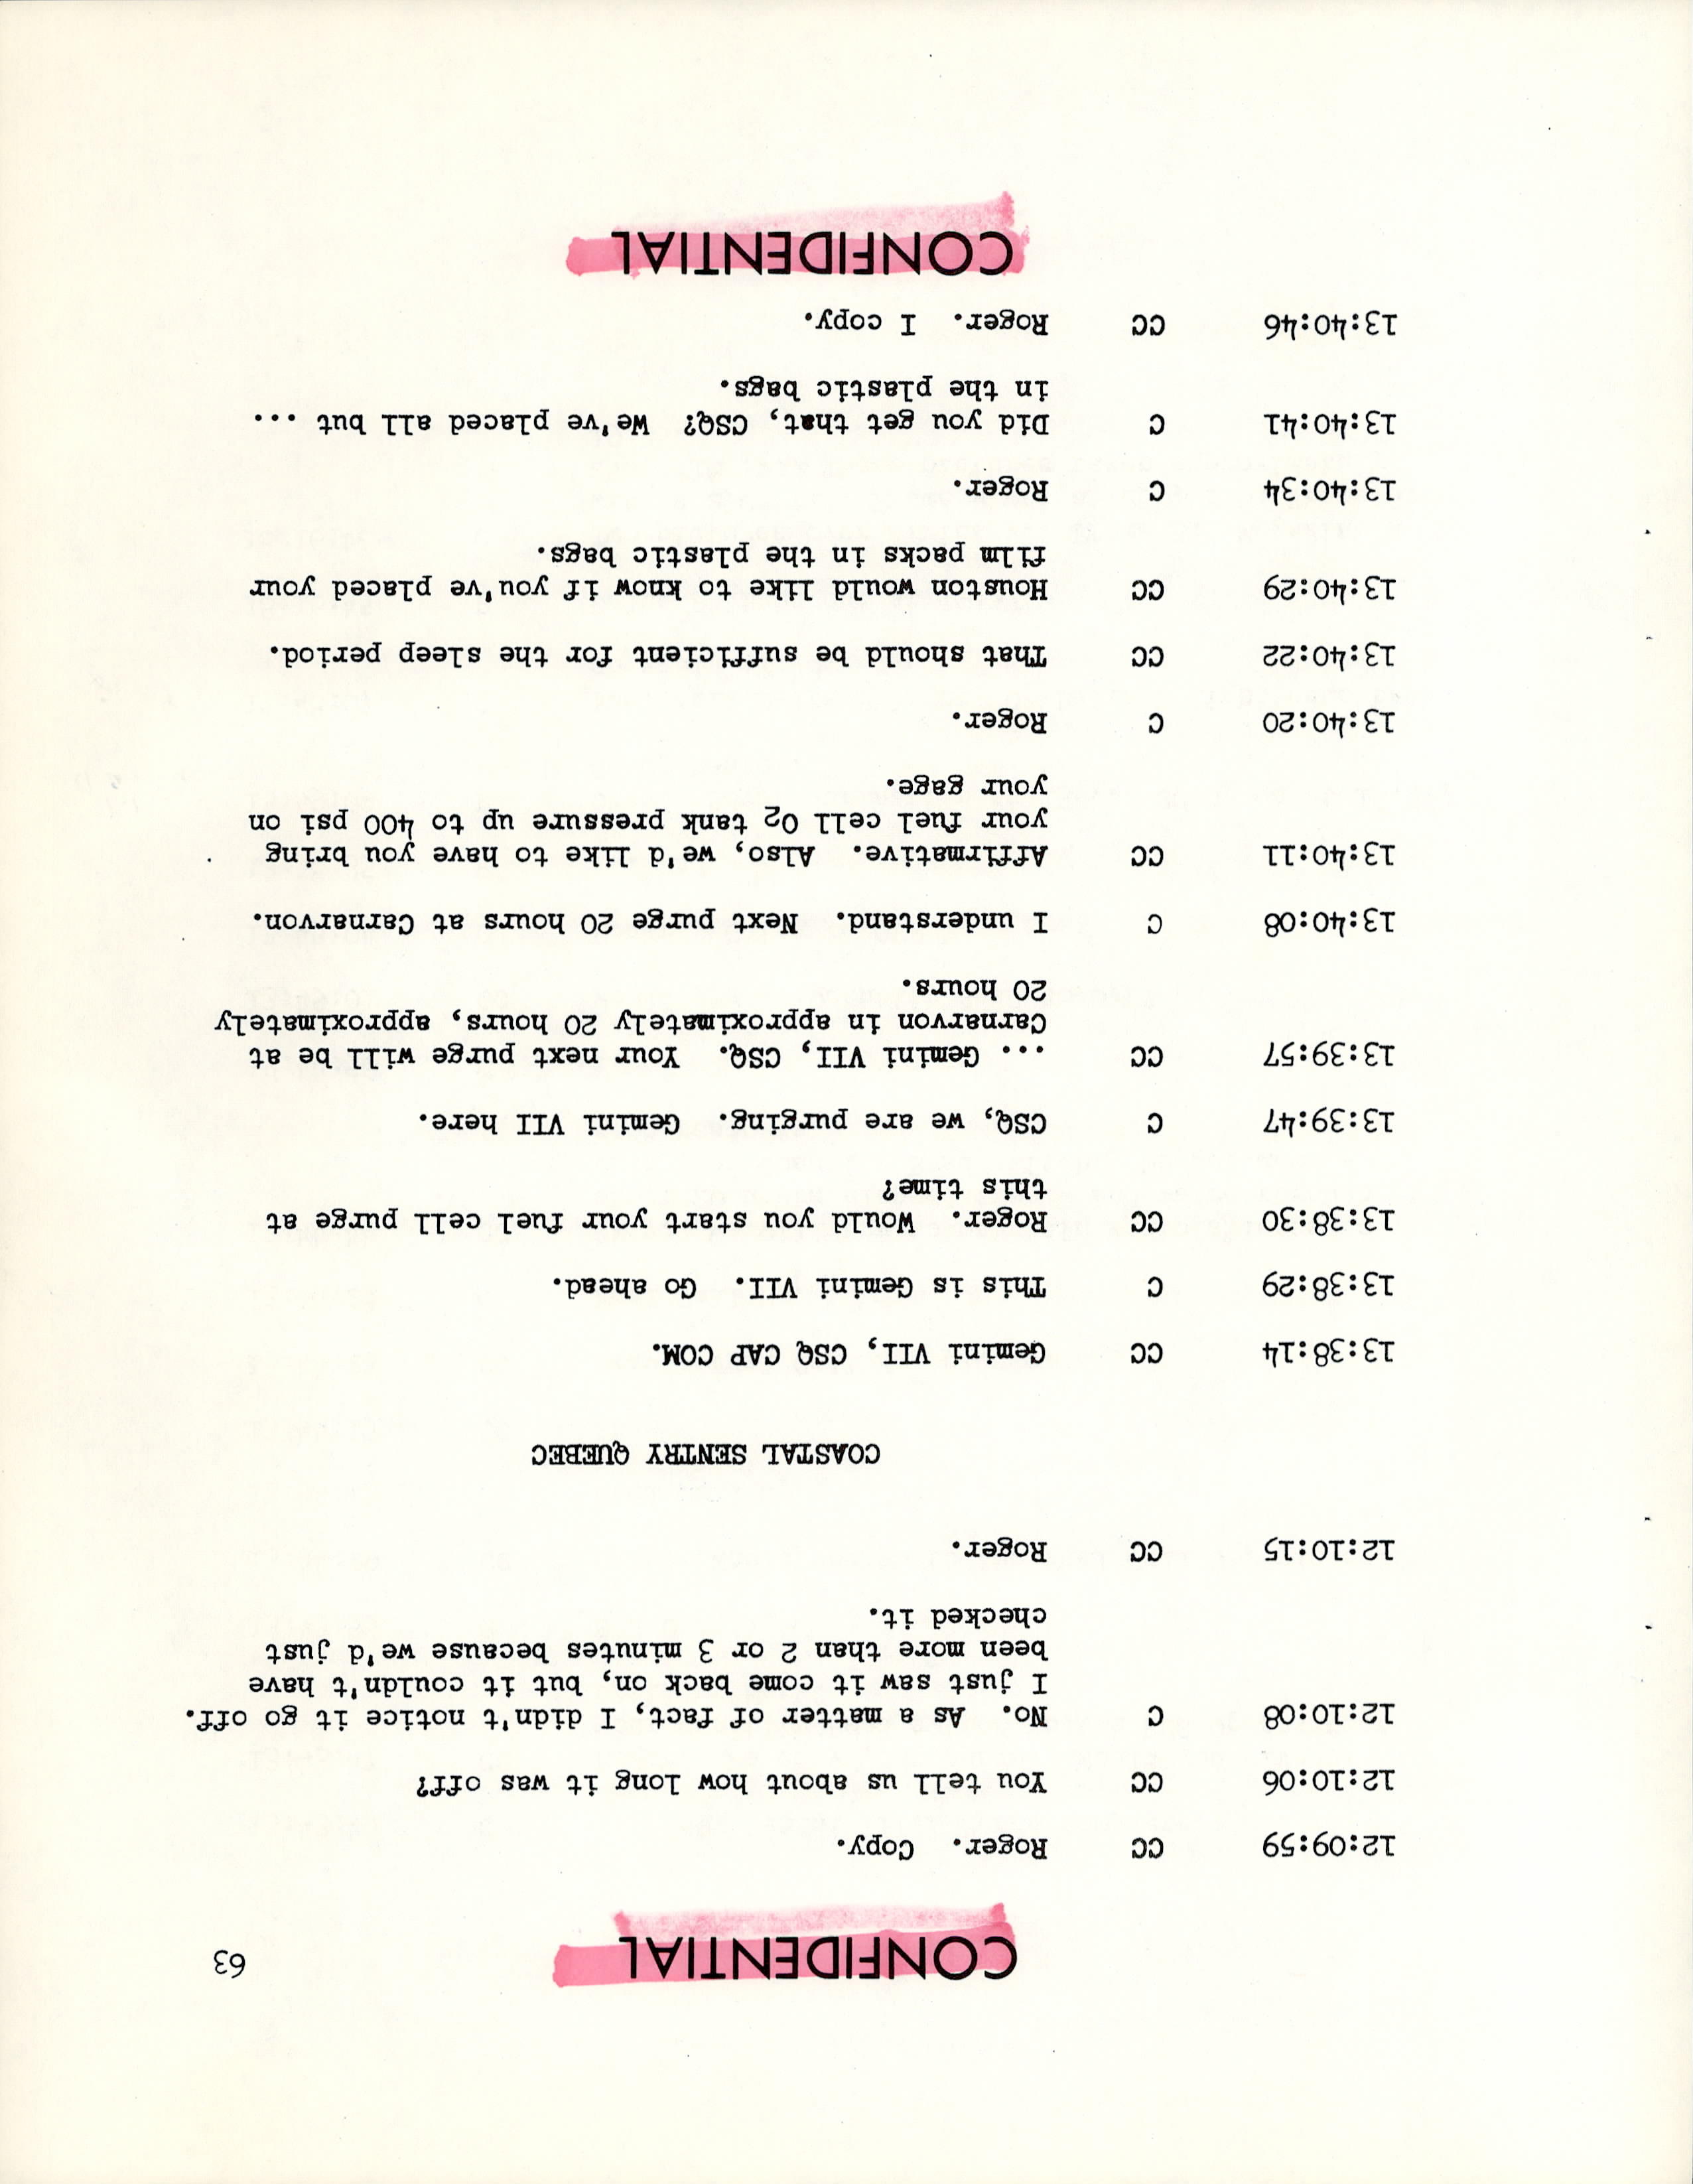 CONFIDENTIAL
63
12:09:59 CC Roger. Copy.
12:10:06 CC You tell us about how long it was off?
12:10:08 C No. As a matter of fact, I didn't notice it go off.
I just saw it come back on, but it couldn't have
been more than 2 or 3 minutes because we'd just
checked it.
12:10:15 CC Roger.
COASTAL SENTRY QUEBEC
13:38:14 CC Gemini, VII, CSQ CAP COM.
13:38:29 C This is Gemini VII. Go ahead.
13:38:30 CC Roger. Would you start your fuel cell purge at
this time?
13:39:47 C CSQ, we are purging. Gemini VII here.
13:39:57 CC ... Gemini VII, CSQ. Your next purge will be at
Carnarvon in approximately 20 hours, approximately
20 hours.
13:40:08 C I understand. Next purge 20 hours at Carnarvon.
13:40:11 CC Affirmative. Also, we'd like to have you bring
your fuel cell O₂ tank pressure up to 400 psi on
your gage.
13:40:20 C Roger.
13:40:22 CC That should be sufficient for the sleep period.
13:40:29 CC Houston would like to know if you've placed your
film packs in the plastic bags.
13:40:34 C Roger.
13:40:41 C Did you get that, CSQ? We've placed all but ...
in the plastic bags.
13:40:46 CC Roger. I copy.
CONFIDENTIAL